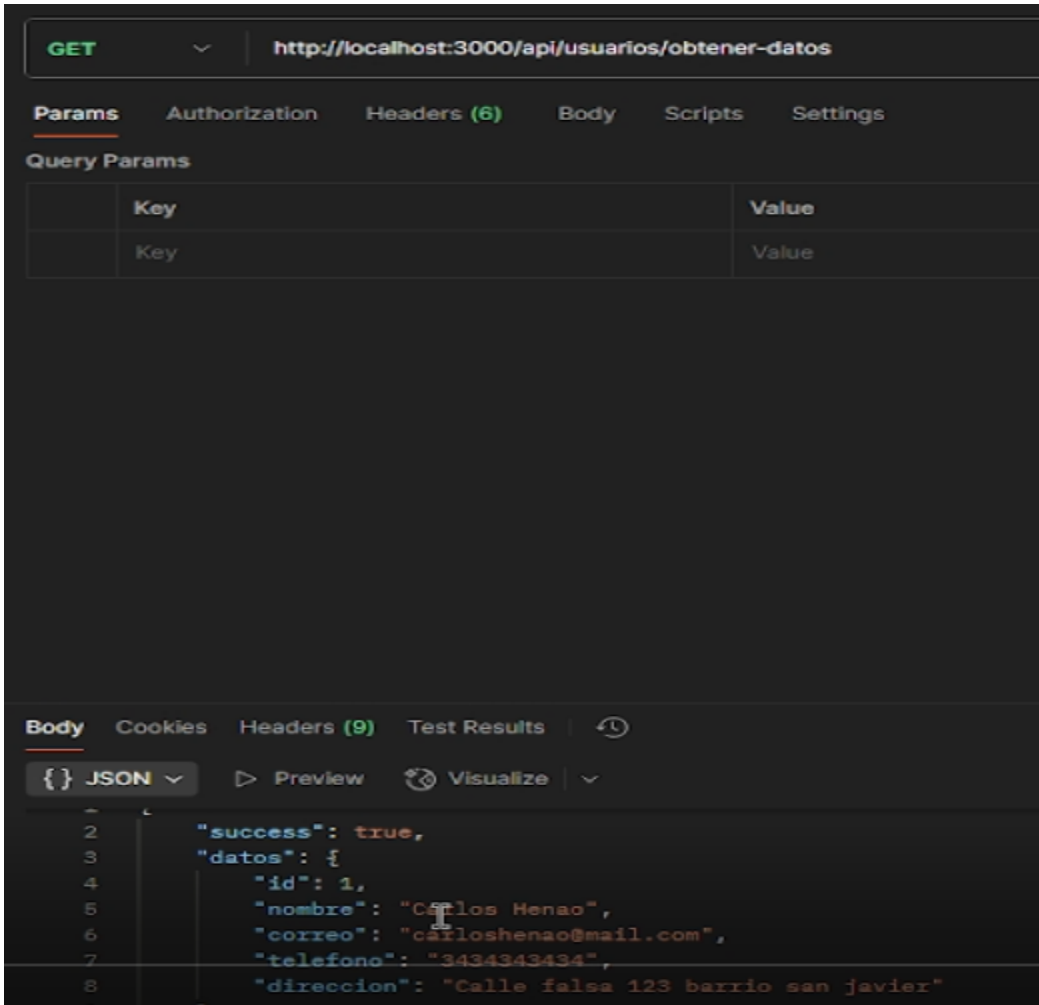 GET http://localhost:3000/api/usuarios/obtener-datos
Params Authorization Headers (6) Body Scripts Settings
Query Params
Key Value
Key Value
Body Cookies Headers (9) Test Results
{} JSON Preview Visualize
2 "success": true,
3 "datos": {
4 "id": 1,
5 "nombre": "Carlos Henao",
6 "correo": "carloshenao@mail.com",
7 "telefono": "3434343434",
8 "direccion": "Calle falsa 123 barrio san javier"